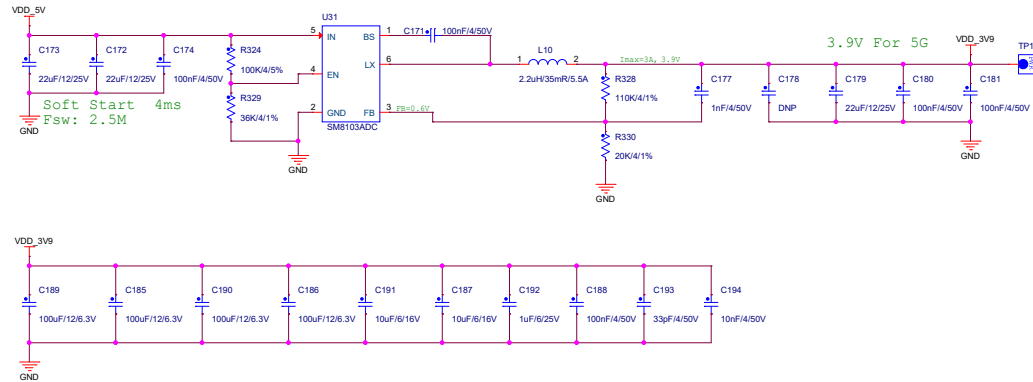 VDD_5V
C173
22uF/12/25V
C172
22uF/12/25V
C174
100nF/4/50V
R324
100K/4/5%
R329
36K/4/1%
GND
Soft Start 4ms
Fsw: 2.5M
GND
U31
5 IN
BS 1
LX 6
4 EN
2 GND
FB 3
SM8103ADC
C171
100nF/4/50V
FB=0.6V
L10
1 2
2.2uH/35mR/5.5A
Imax=3A, 3.9V
R328
110K/4/1%
R330
20K/4/1%
GND
C177
1nF/4/50V
C178
DNP
3.9V For 5G
C179
22uF/12/25V
C180
100nF/4/50V
VDD_3V9
C181
100nF/4/50V
GND
TP1
VDD_3V9
C189
100uF/12/6.3V
C185
100uF/12/6.3V
C190
100uF/12/6.3V
C186
100uF/12/6.3V
C191
10uF/6/16V
C187
10uF/6/16V
C192
1uF/6/25V
C188
100nF/4/50V
C193
33pF/4/50V
C194
10nF/4/50V
GND